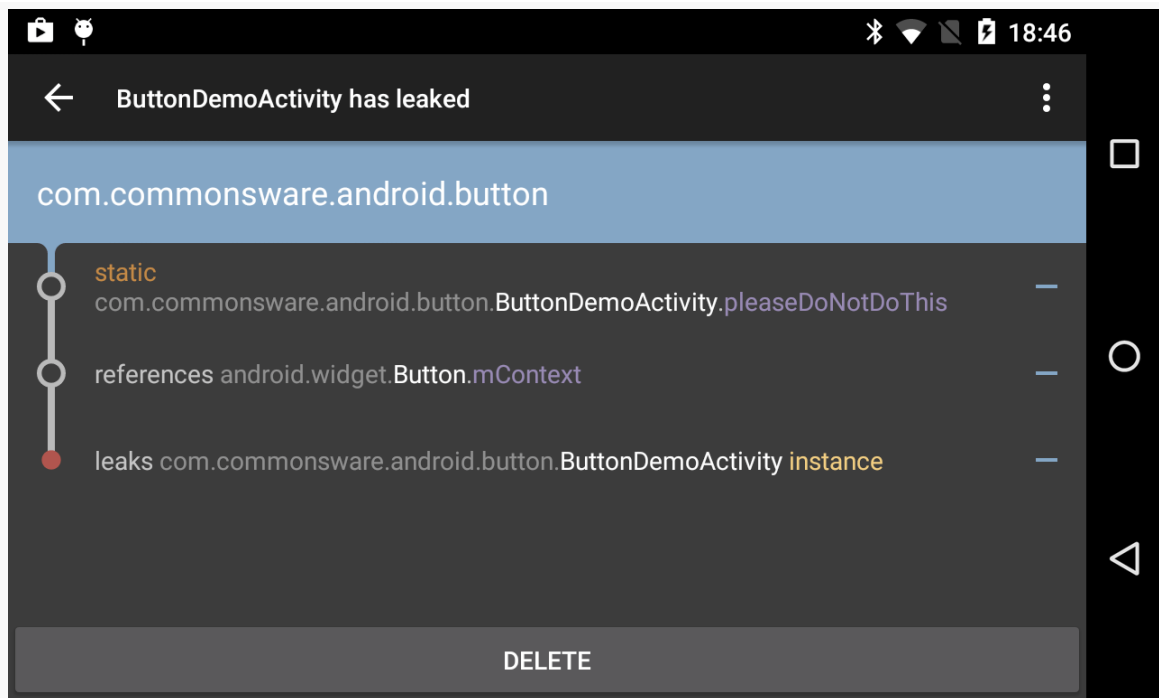 18:46
ButtonDemoActivity has leaked
com.commonsware.android.button
static
com.commonsware.android.button.ButtonDemoActivity.pleaseDoNotDoThis
references android.widget.Button.mContext
leaks com.commonsware.android.button.ButtonDemoActivity instance
DELETE